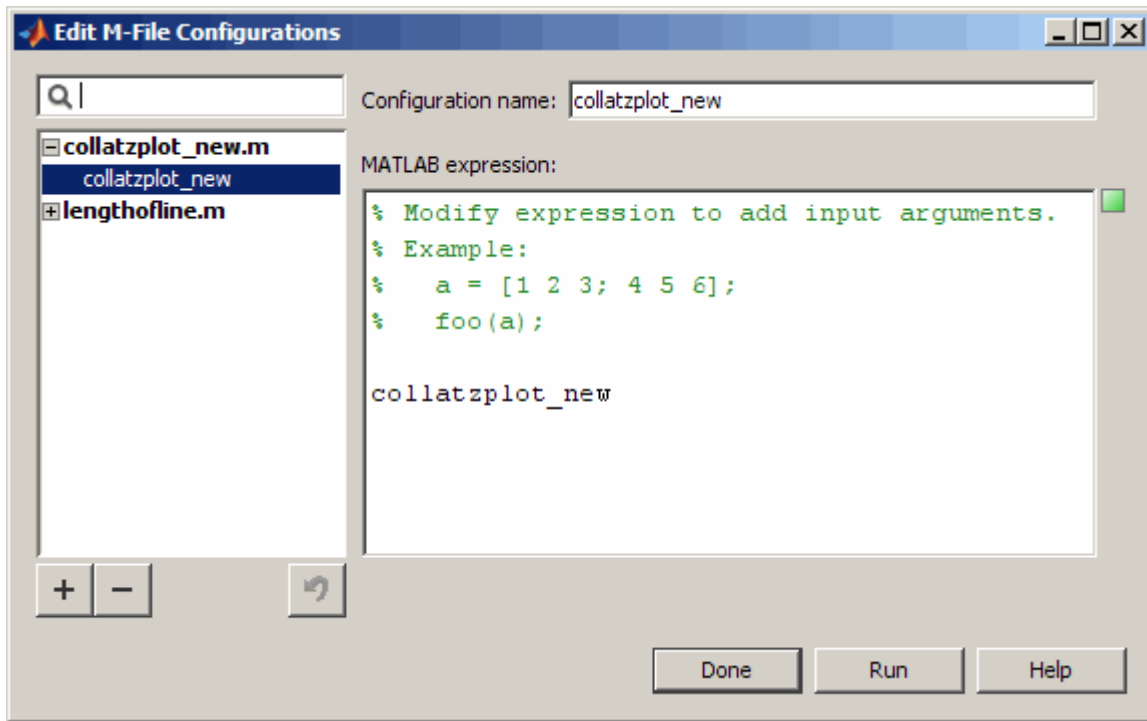 Edit M-File Configurations
Configuration name: collatzplot_new
collatzplot_new.m
collatzplot_new
lengthofline.m
MATLAB expression:
% Modify expression to add input arguments.
% Example:
%   a = [1 2 3; 4 5 6];
%   foo(a);
collatzplot_new
Done Run Help